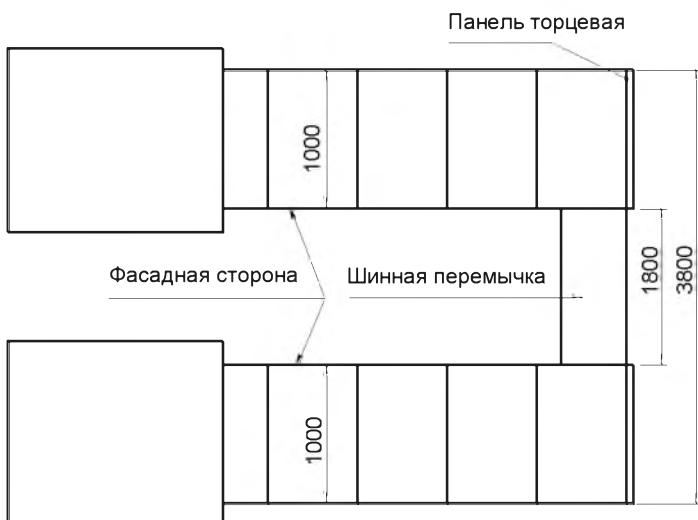 Панель торцевая
1000
Фасадная сторона
Шинная перемычка
1800
3800
1000